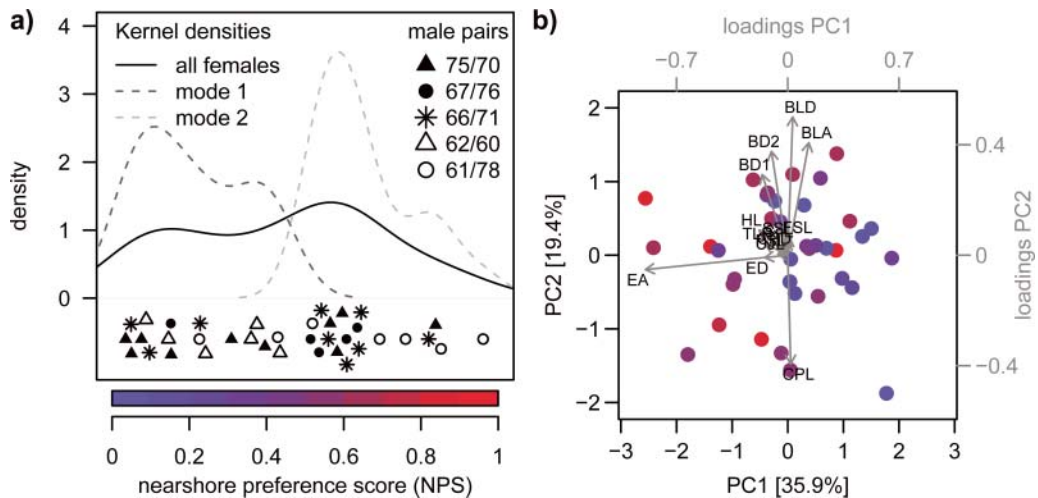 a)
Kernel densities
all females
mode 1
mode 2
male pairs
75/70
67/76
66/71
62/60
61/78
density
4
3
2
1
0
0
0.2
0.4
0.6
0.8
1
nearshore preference score (NPS)
b)
loadings PC1
−0.7
0
0.7
PC2 [19.4%]
2
1
0
−1
−2
BLD
BLA
BD2
BD1
HL
ED
EA
CPL
0.4
0
−0.4
loadings PC2
−3
−2
−1
0
1
2
3
PC1 [35.9%]